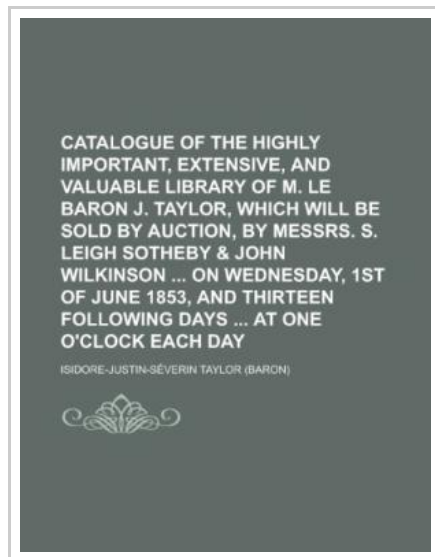 CATALOGUE OF THE HIGHLY
IMPORTANT, EXTENSIVE, AND
VALUABLE LIBRARY OF M. LE
BARON J. TAYLOR, WHICH WILL BE
SOLD BY AUCTION, BY MESSRS. S.
LEIGH SOTHEBY & JOHN
WILKINSON ... ON WEDNESDAY, 1ST
OF JUNE 1853, AND THIRTEEN
FOLLOWING DAYS ... AT ONE
O'CLOCK EACH DAY
ISIDORE-JUSTIN-SÉVERIN TAYLOR (BARON)